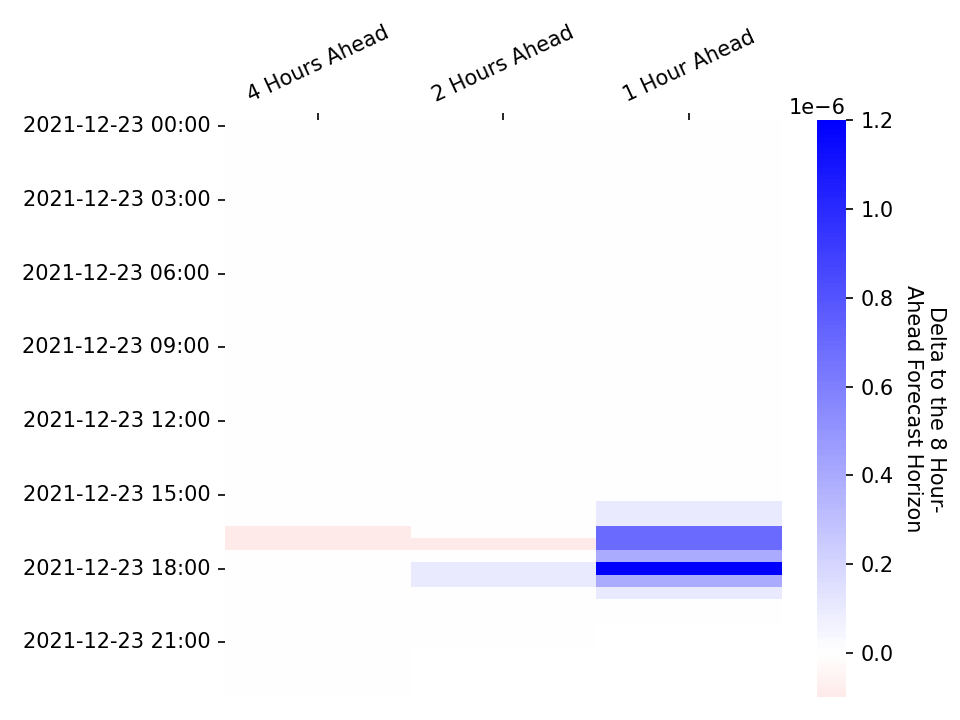 4 Hours Ahead
2 Hours Ahead
1 Hour Ahead
2021-12-23 00:00
2021-12-23 03:00
2021-12-23 06:00
2021-12-23 09:00
2021-12-23 12:00
2021-12-23 15:00
2021-12-23 18:00
2021-12-23 21:00
1e−6
1.2
1.0
0.8
0.6
0.4
0.2
0.0
Delta to the 8 Hour-
Ahead Forecast Horizon